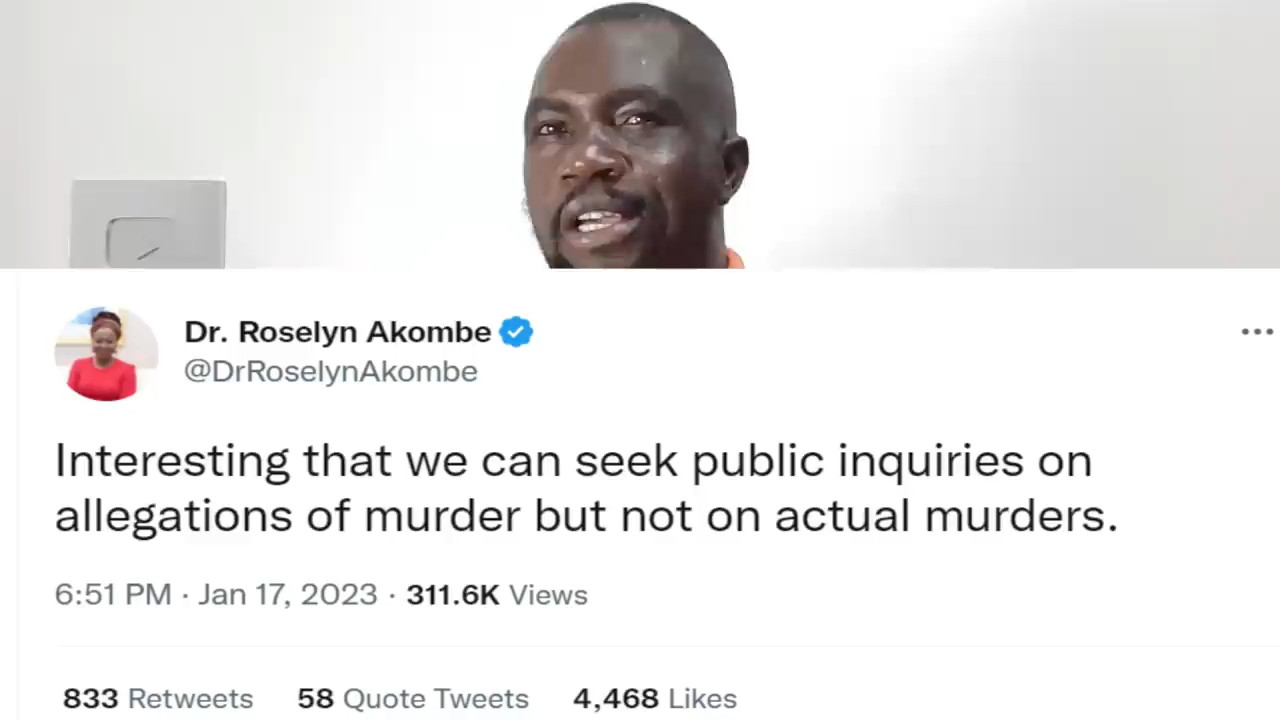 Dr. Roselyn Akombe
@DrRoselynAkombe
Interesting that we can seek public inquiries on
allegations of murder but not on actual murders.
6:51 PM · Jan 17, 2023 · 311.6K Views
833 Retweets 58 Quote Tweets 4,468 Likes